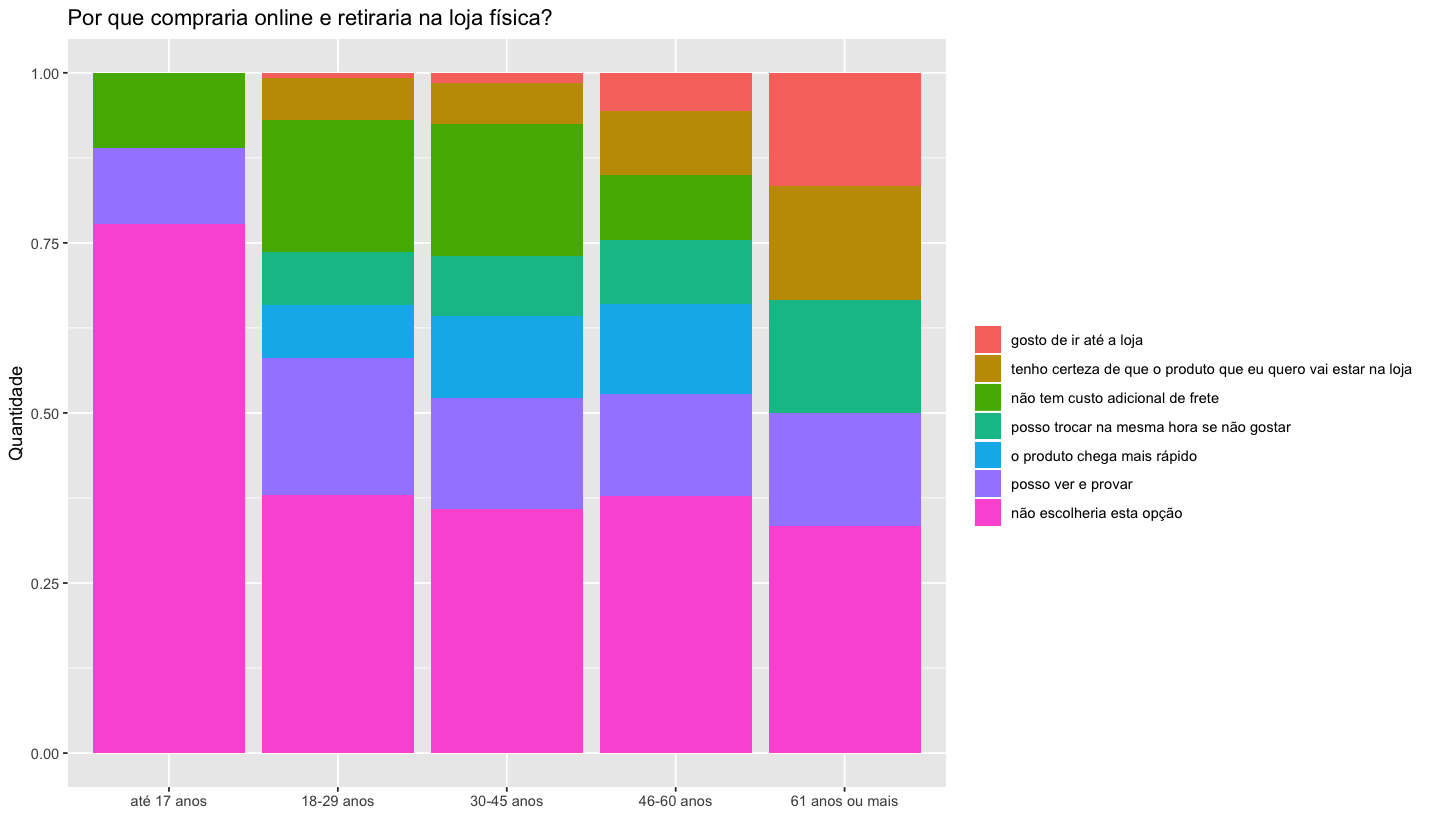 Por que compraria online e retiraria na loja física?
Quantidade
1.00
0.75
0.50
0.25
0.00
até 17 anos
18-29 anos
30-45 anos
46-60 anos
61 anos ou mais
gosto de ir até a loja
tenho certeza de que o produto que eu quero vai estar na loja
não tem custo adicional de frete
posso trocar na mesma hora se não gostar
o produto chega mais rápido
posso ver e provar
não escolheria esta opção